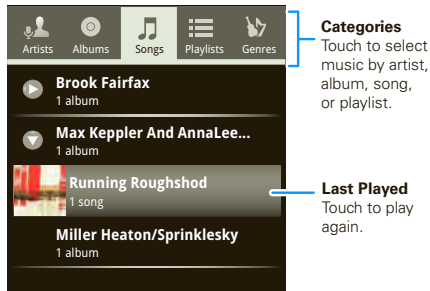 Artists Albums Songs Playlists Genres
Brook Fairfax
1 album
Max Keppler And AnnaLee...
1 album
Running Roughshod
1 song
Miller Heaton/Sprinklesky
1 album
Categories
Touch to select
music by artist,
album, song,
or playlist.
Last Played
Touch to play
again.